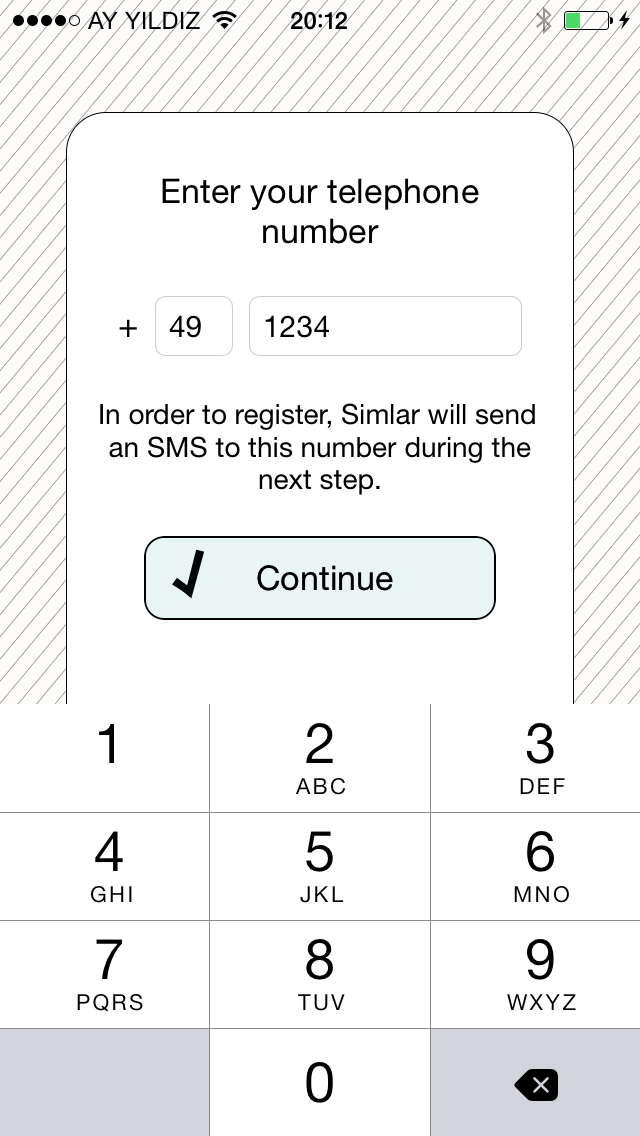 AY YILDIZ 20:12
Enter your telephone
number
+ 49 1234
In order to register, Simlar will send
an SMS to this number during the
next step.
Continue
1 2 3
ABC DEF
4 5 6
GHI JKL MNO
7 8 9
PQRS TUV WXYZ
0